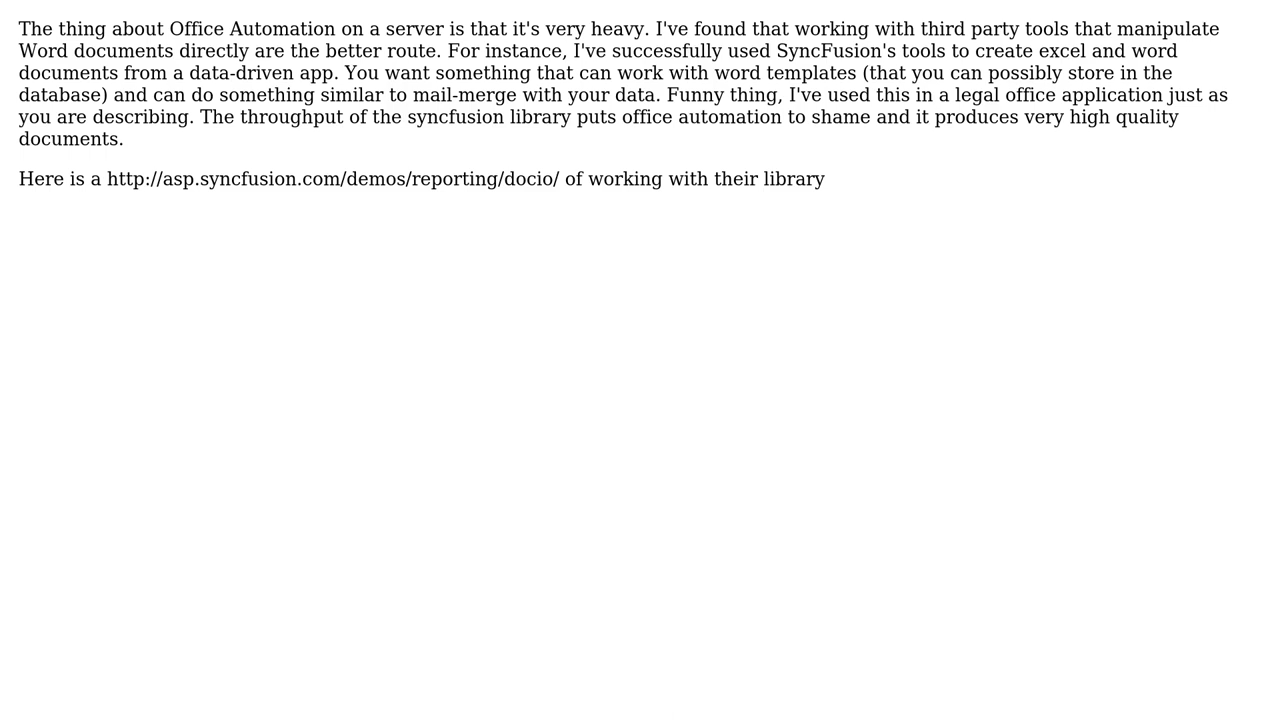 The thing about Office Automation on a server is that it's very heavy. I've found that working with third party tools that manipulate
Word documents directly are the better route. For instance, I've successfully used SyncFusion's tools to create excel and word
documents from a data-driven app. You want something that can work with word templates (that you can possibly store in the
database) and can do something similar to mail-merge with your data. Funny thing, I've used this in a legal office application just as
you are describing. The throughput of the syncfusion library puts office automation to shame and it produces very high quality
documents.
Here is a http://asp.syncfusion.com/demos/reporting/docio/ of working with their library